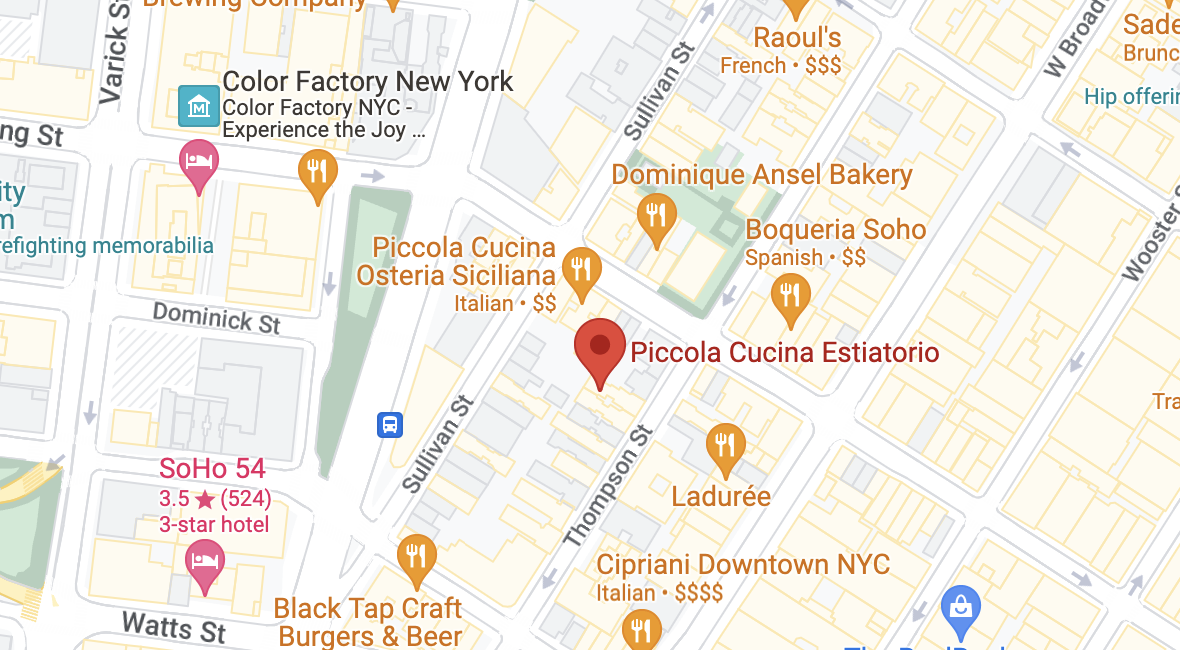 Brewing Company
Varick St
Color Factory New York
Color Factory NYC -
Experience the Joy ...
Raoul's
French • $$$
Sullivan St
W Broad
Sade
Brunc
Hip offerin
ng St
ity
m
refighting memorabilia
Dominique Ansel Bakery
Boqueria Soho
Spanish • $$
Wooster S
Piccola Cucina
Osteria Siciliana
Italian • $$
Dominick St
Piccola Cucina Estiatorio
Sullivan St
Thompson St
Tra
Ladurée
SoHo 54
3.5 ★ (524)
3-star hotel
Cipriani Downtown NYC
Italian • $$$$
Black Tap Craft
Burgers & Beer
Watts St